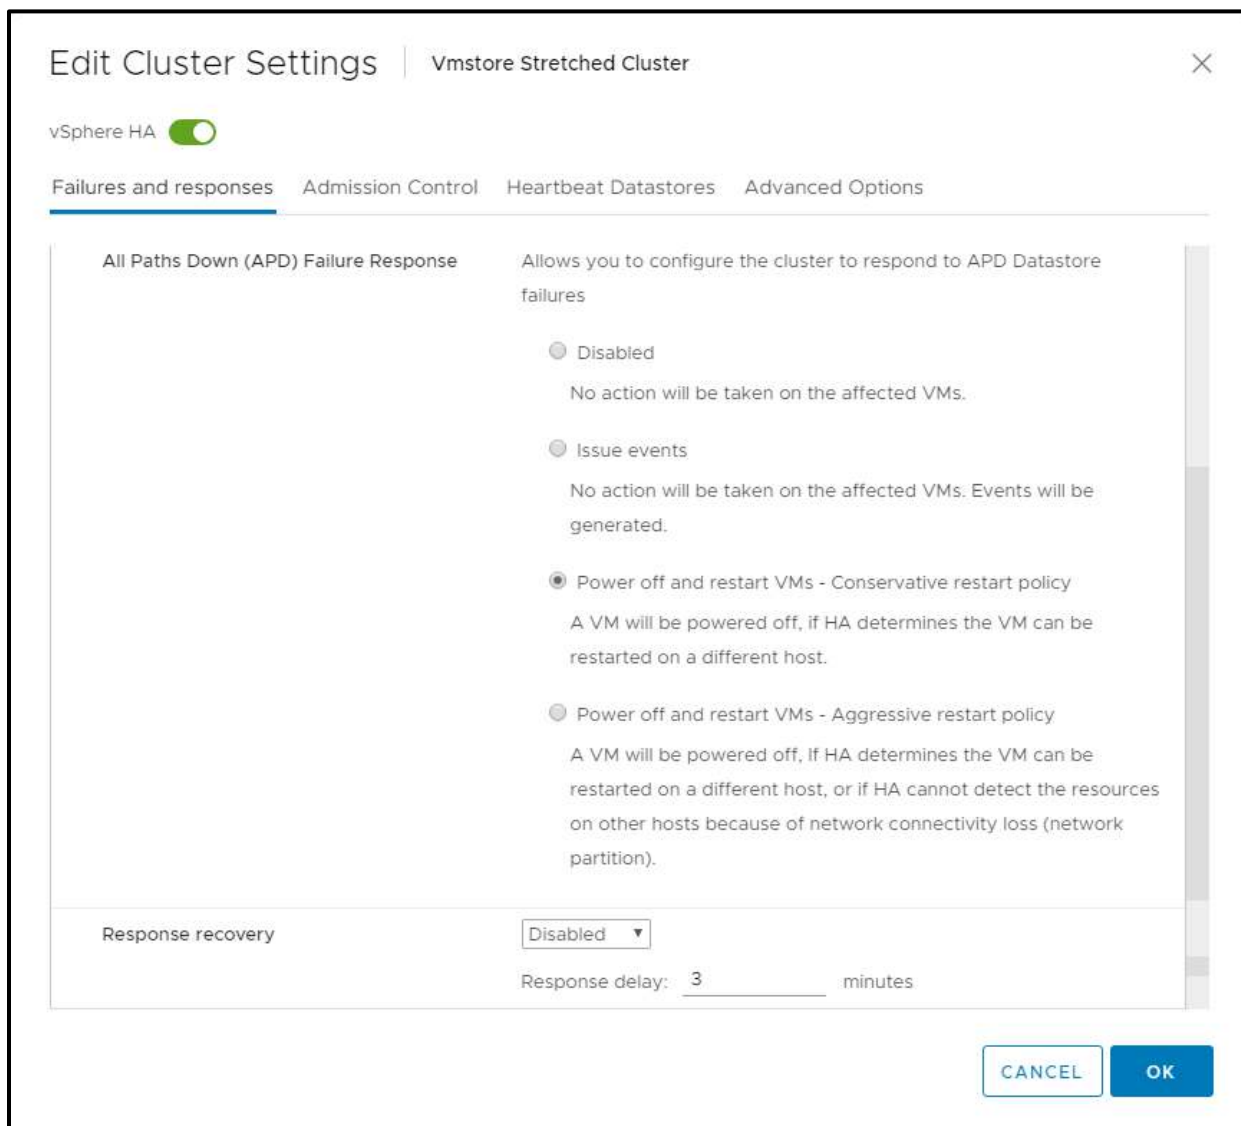 Edit Cluster Settings
Vmstore Stretched Cluster
vSphere HA
Failures and responses
Admission Control
Heartbeat Datastores
Advanced Options
All Paths Down (APD) Failure Response
Allows you to configure the cluster to respond to APD Datastore
failures
Disabled
No action will be taken on the affected VMs.
Issue events
No action will be taken on the affected VMs. Events will be
generated.
Power off and restart VMs - Conservative restart policy
A VM will be powered off, if HA determines the VM can be
restarted on a different host.
Power off and restart VMs - Aggressive restart policy
A VM will be powered off, If HA determines the VM can be
restarted on a different host, or if HA cannot detect the resources
on other hosts because of network connectivity loss (network
partition).
Response recovery
Disabled
Response delay: 3 minutes
CANCEL
OK